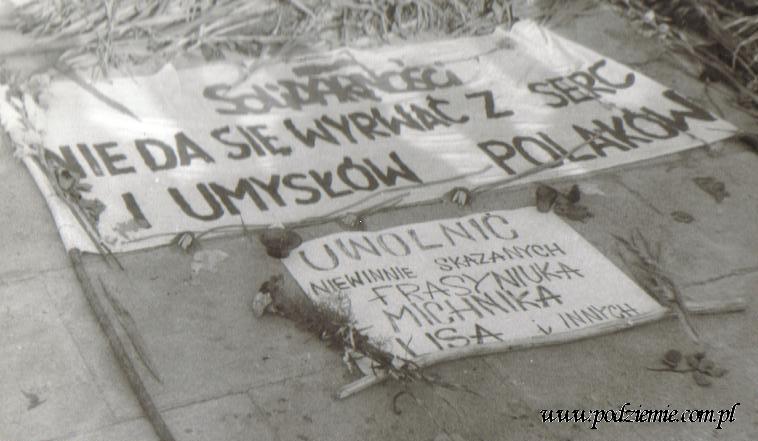 SOLIDARNOŚCI
NIE DA SIĘ WYRWAĆ Z SERC
I UMYSŁÓW POLAKÓW
UWOLNIĆ
NIEWINNIE SKAZANYCH
FRASYNIUKA
MICHNIKA
LISA i INNYCH
www.podziemie.com.pl